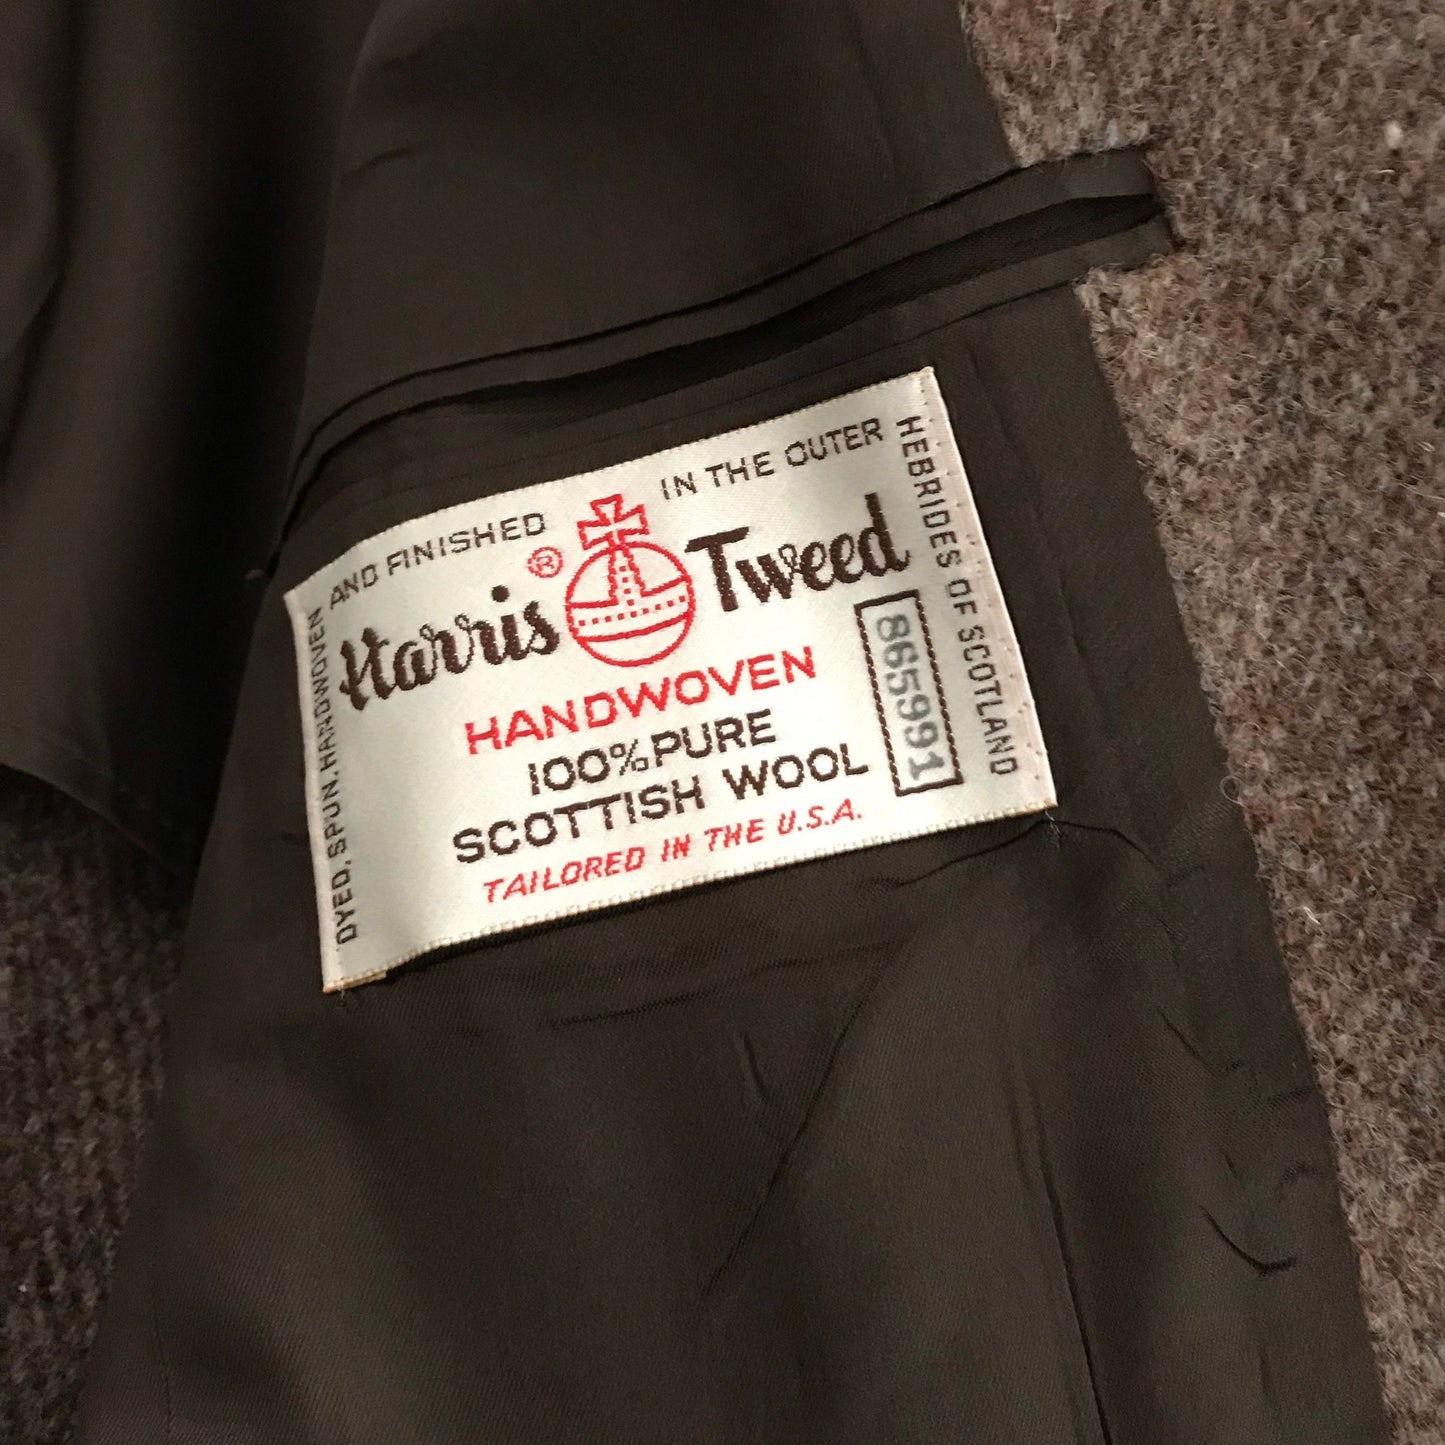 DYED, SPUN, HANDWOVEN
AND FINISHED
IN THE OUTER
HEBRIDES OF SCOTLAND
Harris ® Tweed
HANDWOVEN
100% PURE
SCOTTISH WOOL
TAILORED IN THE U.S.A.
865991